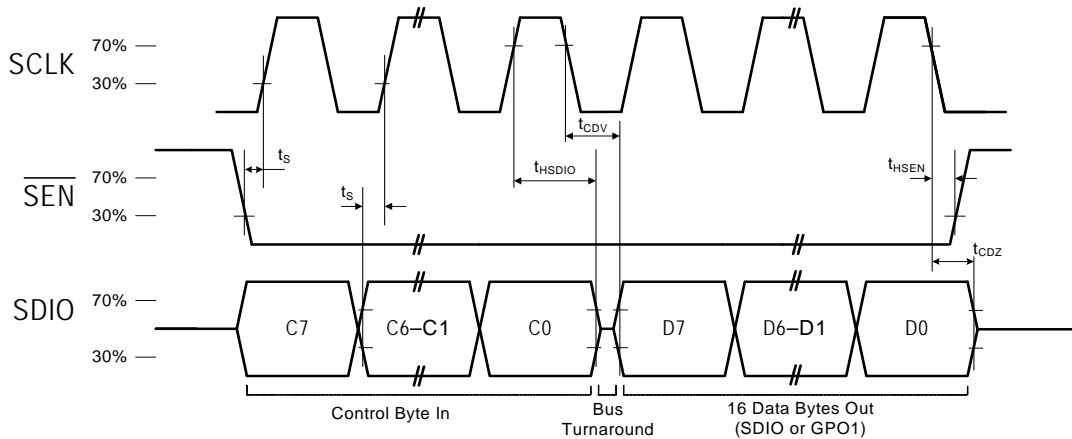 SCLK
70%
30%
tS
tCDV
tHSDIO
tS
SEN
70%
30%
tHSEN
tCDZ
SDIO
70%
30%
C7
C6–C1
C0
D7
D6–D1
D0
Control Byte In
Bus
Turnaround
16 Data Bytes Out
(SDIO or GPO1)